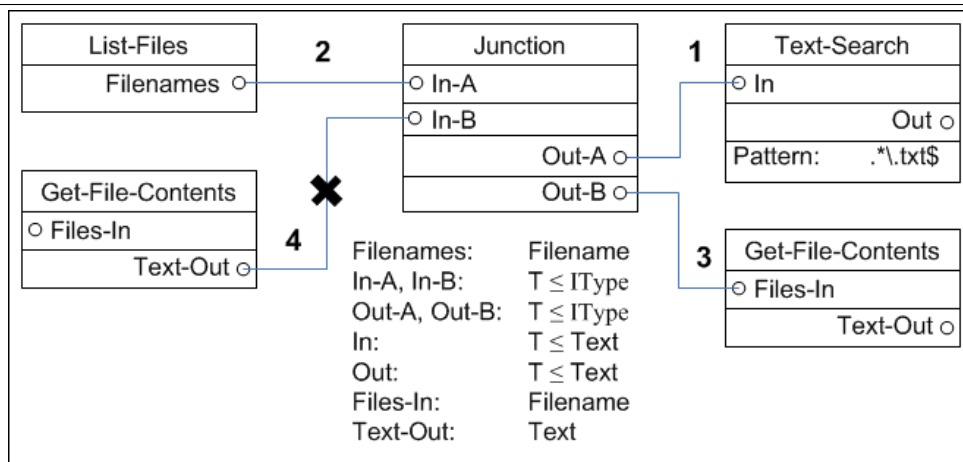 List-Files
Filenames
2
Junction
In-A
In-B
Out-A
Out-B
1
Text-Search
In
Out
Pattern: .*\.txt$
Get-File-Contents
Files-In
Text-Out
4
3
Get-File-Contents
Files-In
Text-Out
Filenames: Filename
In-A, In-B: T ≤ IType
Out-A, Out-B: T ≤ IType
In: T ≤ Text
Out: T ≤ Text
Files-In: Filename
Text-Out: Text